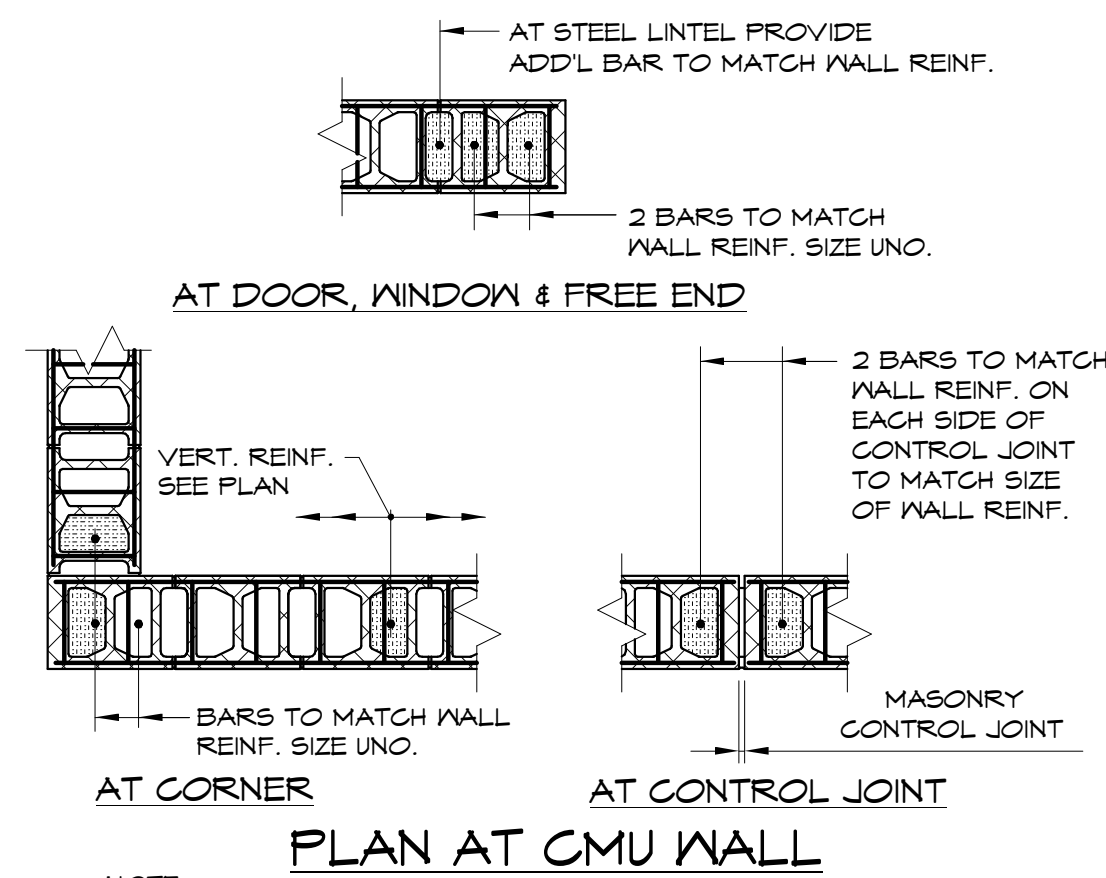 AT STEEL LINTEL PROVIDE
ADD'L BAR TO MATCH WALL REINF.
2 BARS TO MATCH
WALL REINF. SIZE UNO.
AT DOOR, WINDOW & FREE END
VERT. REINF.
SEE PLAN
BARS TO MATCH WALL
REINF. SIZE UNO.
AT CORNER
2 BARS TO MATCH
WALL REINF. ON
EACH SIDE OF
CONTROL JOINT
TO MATCH SIZE
OF WALL REINF.
MASONRY
CONTROL JOINT
AT CONTROL JOINT
PLAN AT CMU WALL